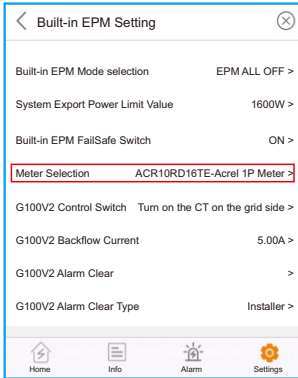 Built-in EPM Setting
Built-in EPM Mode selection EPM ALL OFF >
System Export Power Limit Value 1600W >
Built-in EPM FailSafe Switch ON >
Meter Selection ACR10RD16TE-Acrel 1P Meter >
G100V2 Control Switch Turn on the CT on the grid side >
G100V2 Backflow Current 5.00A >
G100V2 Alarm Clear >
G100V2 Alarm Clear Type Installer >
Home Info Alarm Settings